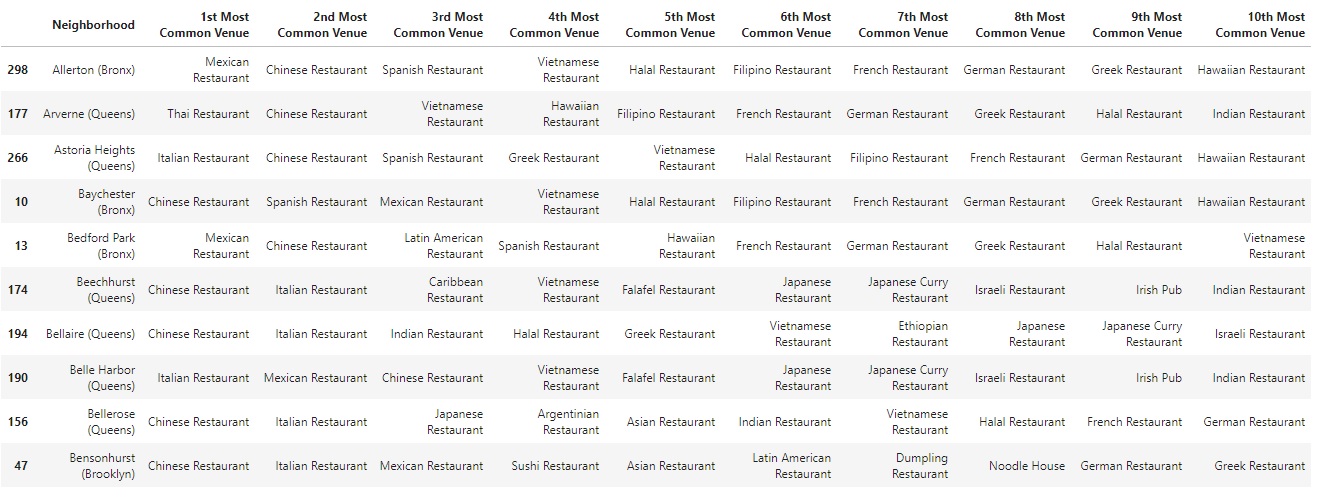 Neighborhood 1st Most Common Venue 2nd Most Common Venue 3rd Most Common Venue 4th Most Common Venue 5th Most Common Venue 6th Most Common Venue 7th Most Common Venue 8th Most Common Venue 9th Most Common Venue 10th Most Common Venue
298 Allerton (Bronx) Mexican Restaurant Chinese Restaurant Spanish Restaurant Vietnamese Restaurant Halal Restaurant Filipino Restaurant French Restaurant German Restaurant Greek Restaurant Hawaiian Restaurant
177 Arverne (Queens) Thai Restaurant Chinese Restaurant Vietnamese Restaurant Hawaiian Restaurant Filipino Restaurant French Restaurant German Restaurant Greek Restaurant Halal Restaurant Indian Restaurant
266 Astoria Heights (Queens) Italian Restaurant Chinese Restaurant Spanish Restaurant Greek Restaurant Vietnamese Restaurant Halal Restaurant Filipino Restaurant French Restaurant German Restaurant Hawaiian Restaurant
10 Baychester (Bronx) Chinese Restaurant Spanish Restaurant Mexican Restaurant Vietnamese Restaurant Halal Restaurant Filipino Restaurant French Restaurant German Restaurant Greek Restaurant Hawaiian Restaurant
13 Bedford Park (Bronx) Mexican Restaurant Chinese Restaurant Latin American Restaurant Spanish Restaurant Hawaiian Restaurant French Restaurant German Restaurant Greek Restaurant Halal Restaurant Vietnamese Restaurant
174 Beechhurst (Queens) Chinese Restaurant Italian Restaurant Caribbean Restaurant Vietnamese Restaurant Falafel Restaurant Japanese Restaurant Japanese Curry Restaurant Israeli Restaurant Irish Pub Indian Restaurant
194 Bellaire (Queens) Chinese Restaurant Italian Restaurant Indian Restaurant Halal Restaurant Greek Restaurant Vietnamese Restaurant Ethiopian Restaurant Japanese Restaurant Japanese Curry Restaurant Israeli Restaurant
190 Belle Harbor (Queens) Italian Restaurant Mexican Restaurant Chinese Restaurant Vietnamese Restaurant Falafel Restaurant Japanese Restaurant Japanese Curry Restaurant Israeli Restaurant Irish Pub Indian Restaurant
156 Bellerose (Queens) Chinese Restaurant Italian Restaurant Japanese Restaurant Argentinian Restaurant Asian Restaurant Indian Restaurant Vietnamese Restaurant Halal Restaurant French Restaurant German Restaurant
47 Bensonhurst (Brooklyn) Chinese Restaurant Italian Restaurant Mexican Restaurant Sushi Restaurant Asian Restaurant Latin American Restaurant Dumpling Restaurant Noodle House German Restaurant Greek Restaurant